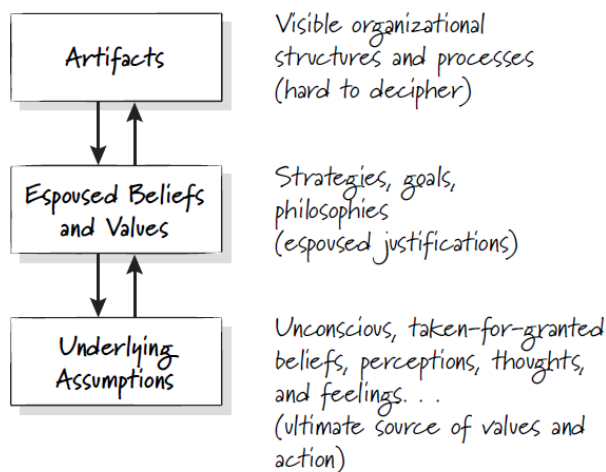 Artifacts
Visible organizational
structures and processes
(hard to decipher)
Espoused Beliefs
and Values
Strategies, goals,
philosophies
(espoused justifications)
Underlying
Assumptions
Unconscious, taken-for-granted
beliefs, perceptions, thoughts,
and feelings. . .
(ultimate source of values and
action)